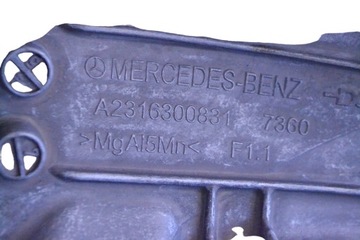 MERCEDES-BENZ
A2316300831 7360
>MgAl5Mn< F1.1